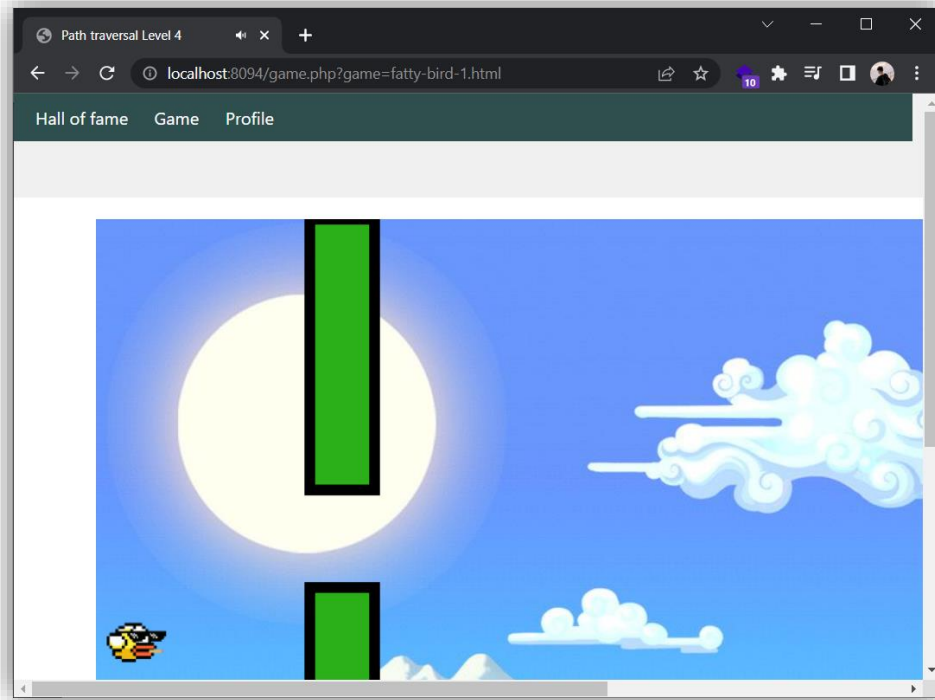 Path traversal Level 4
localhost:8094/game.php?game=fatty-bird-1.html
10
Hall of fame Game Profile